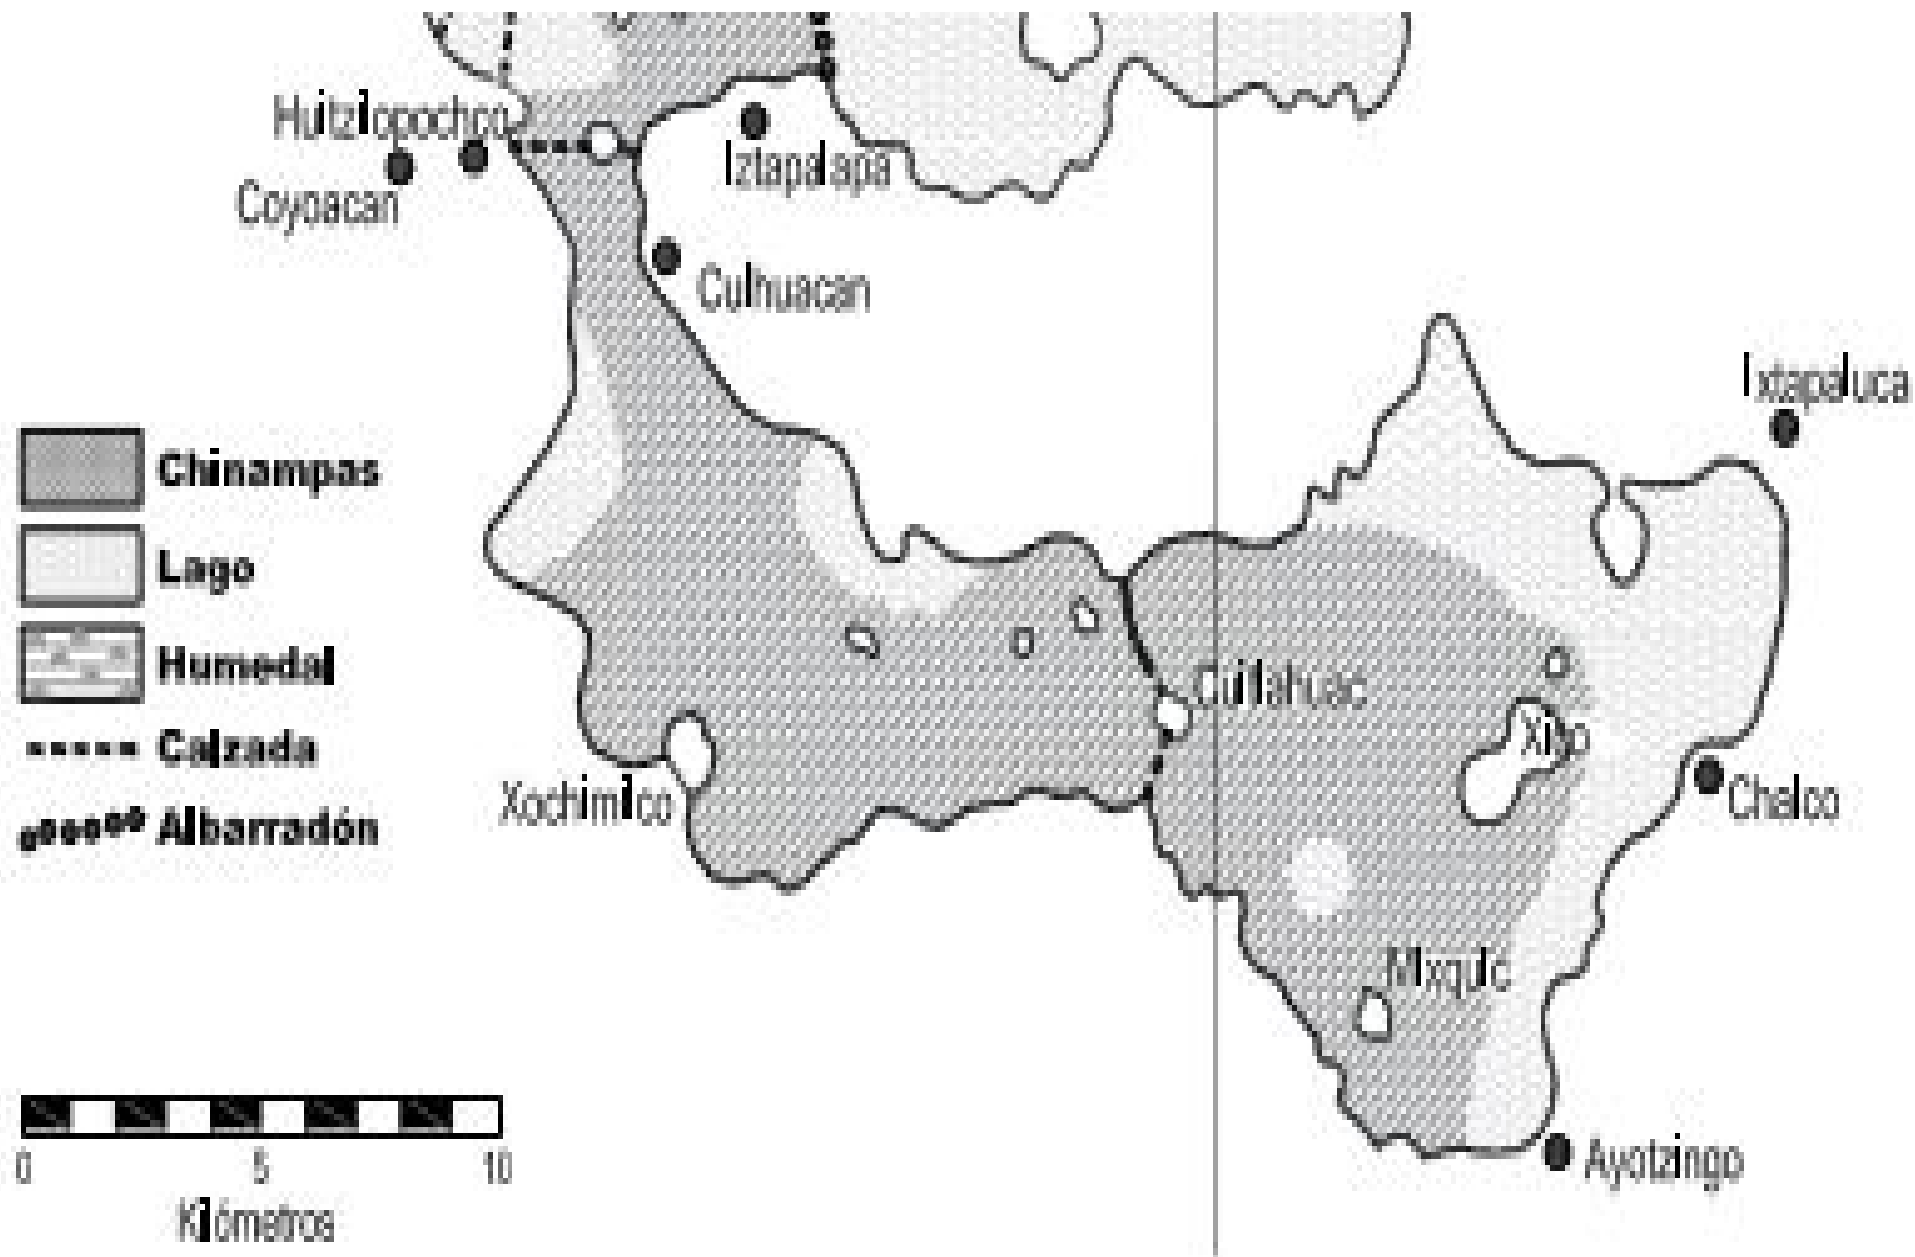 Huitzilopochco
Coyoacan
Iztapalapa
Culhuacan
Ixtapaluca
Chinampas
Lago
Humedal
Calzada
Albarradón
Cuitlahuac
Xico
Xochimilco
Chalco
Mixquic
Ayotzingo
0 5 10
Kilómetros